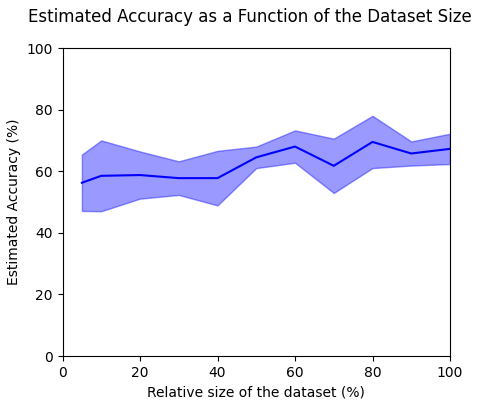 Estimated Accuracy as a Function of the Dataset Size
100
80
60
40
20
0
Estimated Accuracy (%)
0 20 40 60 80 100
Relative size of the dataset (%)